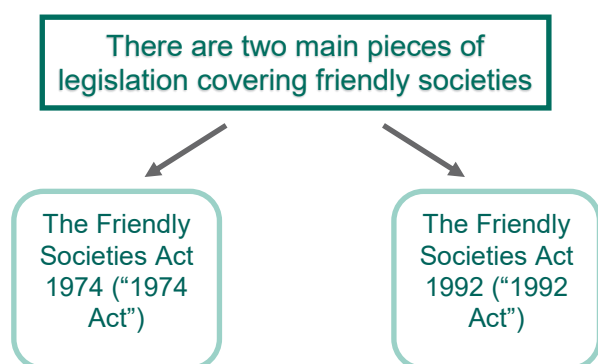 There are two main pieces of
legislation covering friendly societies
The Friendly
Societies Act
1974 (“1974
Act”)
The Friendly
Societies Act
1992 (“1992
Act”)